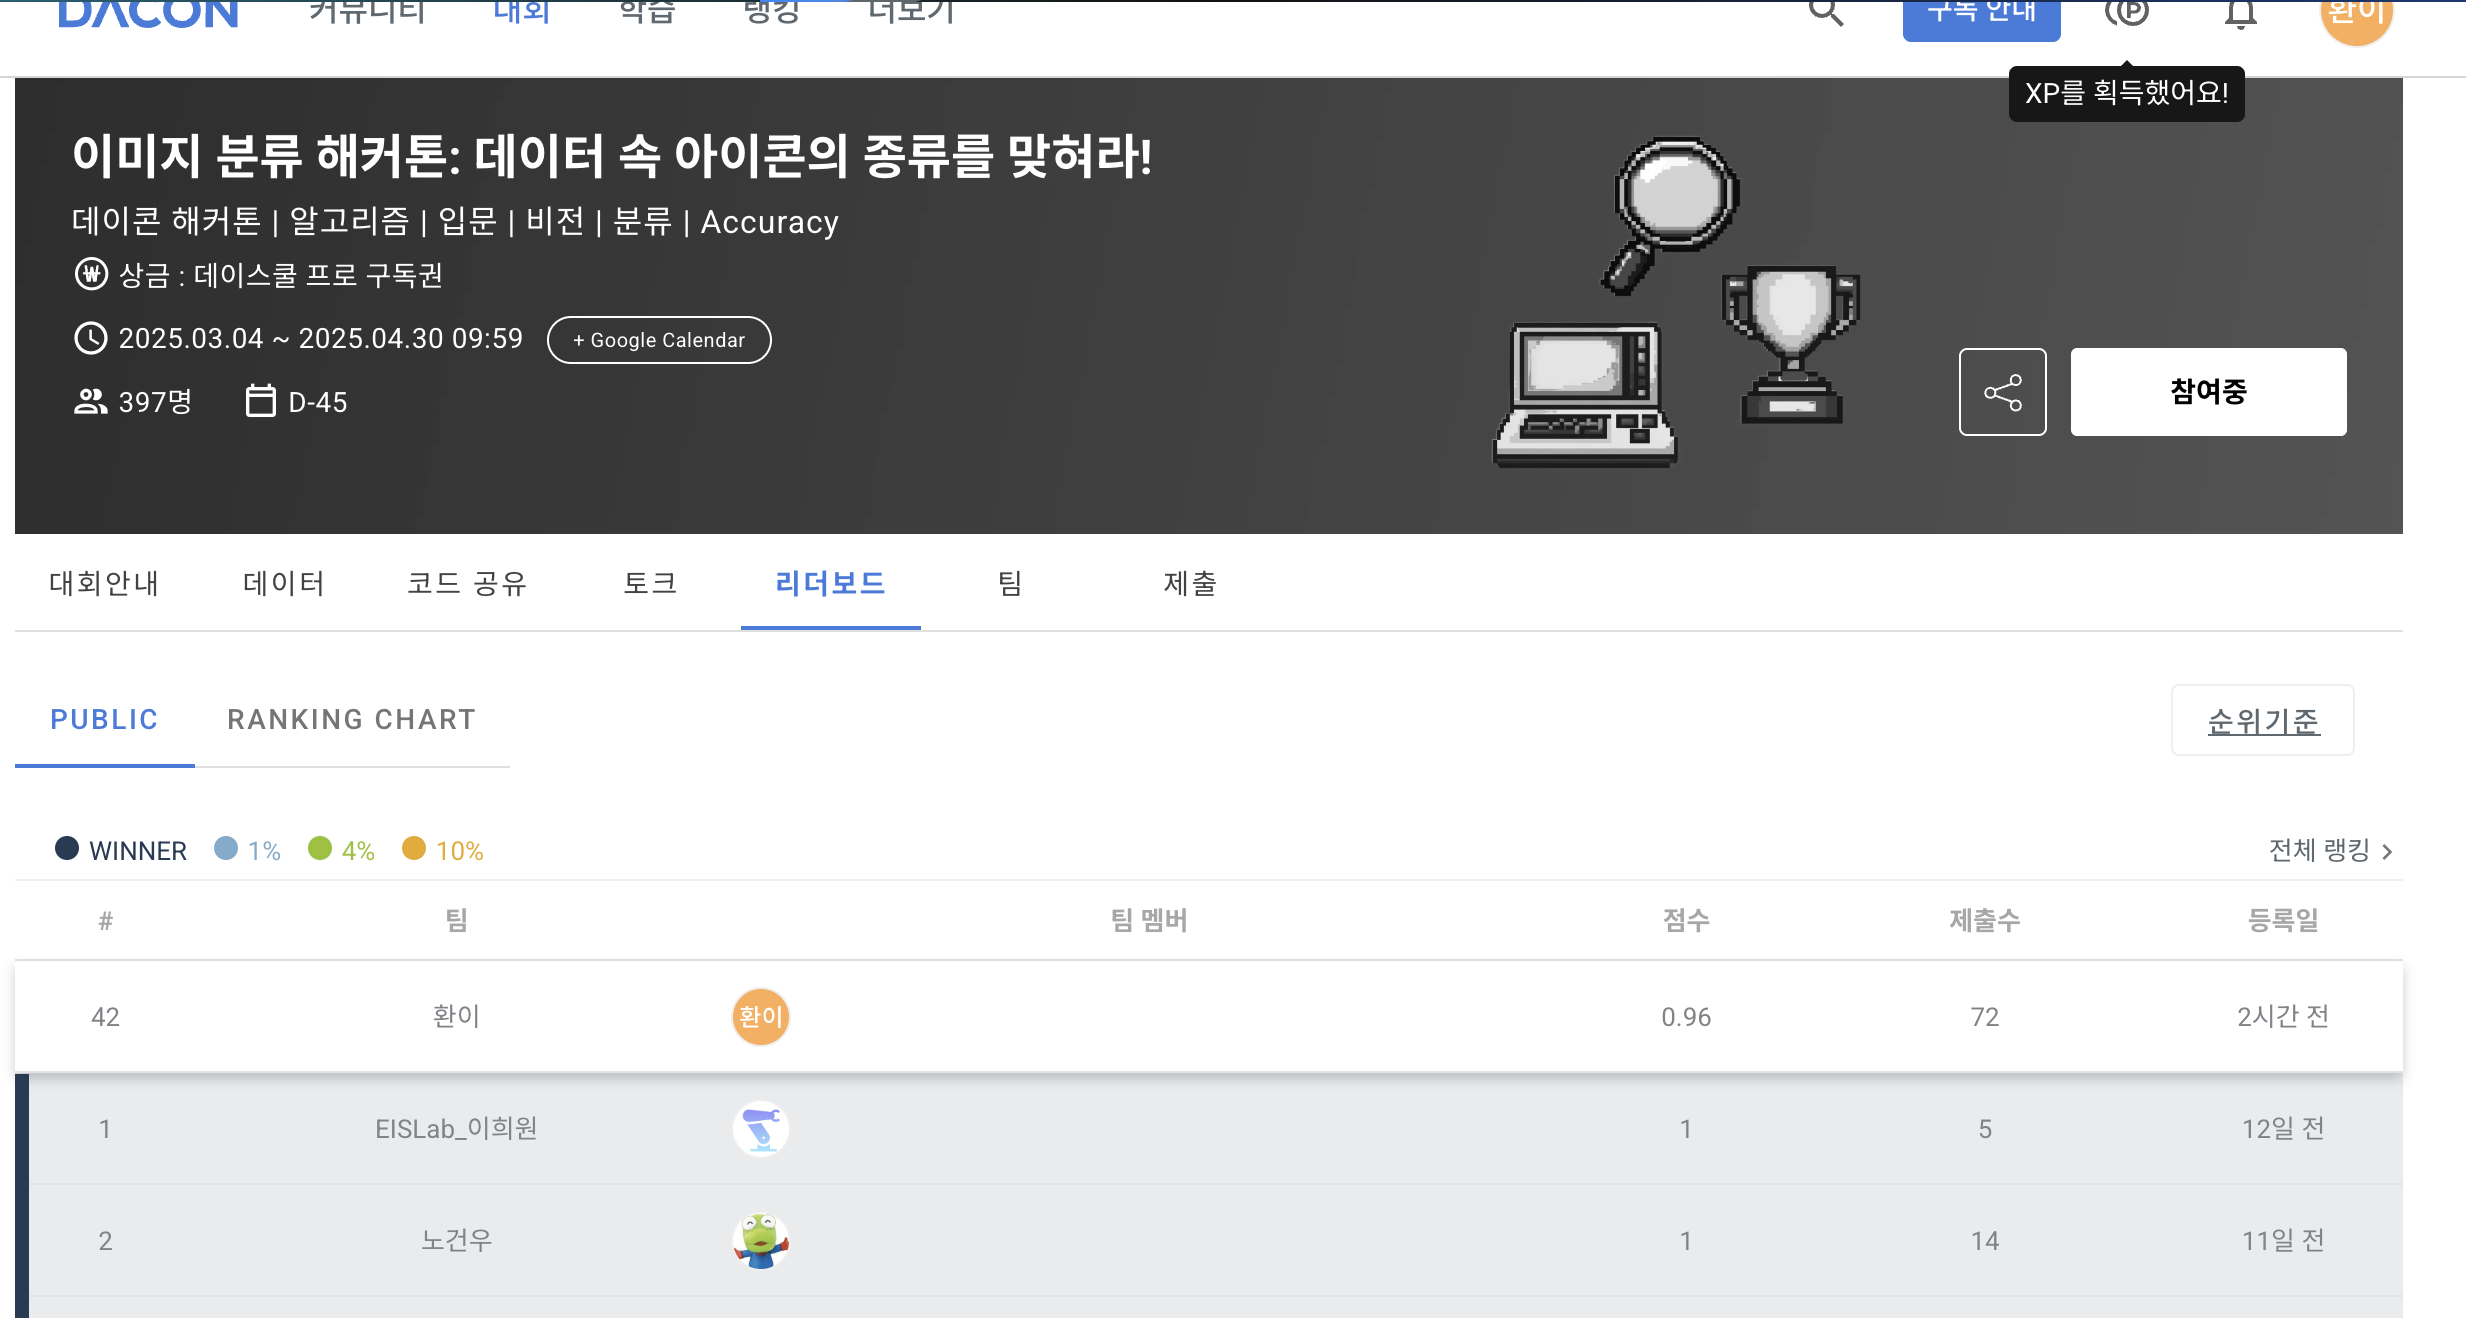 DACON 커뮤니티 대회 학습 랭킹 더보기 구독 안내 P 환이
XP를 획득했어요!
이미지 분류 해커톤: 데이터 속 아이콘의 종류를 맞혀라!
데이콘 해커톤 | 알고리즘 | 입문 | 비전 | 분류 | Accuracy
₩ 상금 : 데이스쿨 프로 구독권
2025.03.04 ~ 2025.04.30 09:59 + Google Calendar
397명 D-45
참여중
대회안내 데이터 코드 공유 토크 리더보드 팀 제출
PUBLIC RANKING CHART 순위기준
WINNER 1% 4% 10% 전체 랭킹 >
# 팀 팀 멤버 점수 제출수 등록일
42 환이 환이 0.96 72 2시간 전
1 EISLab_이희원 1 5 12일 전
2 노건우 1 14 11일 전